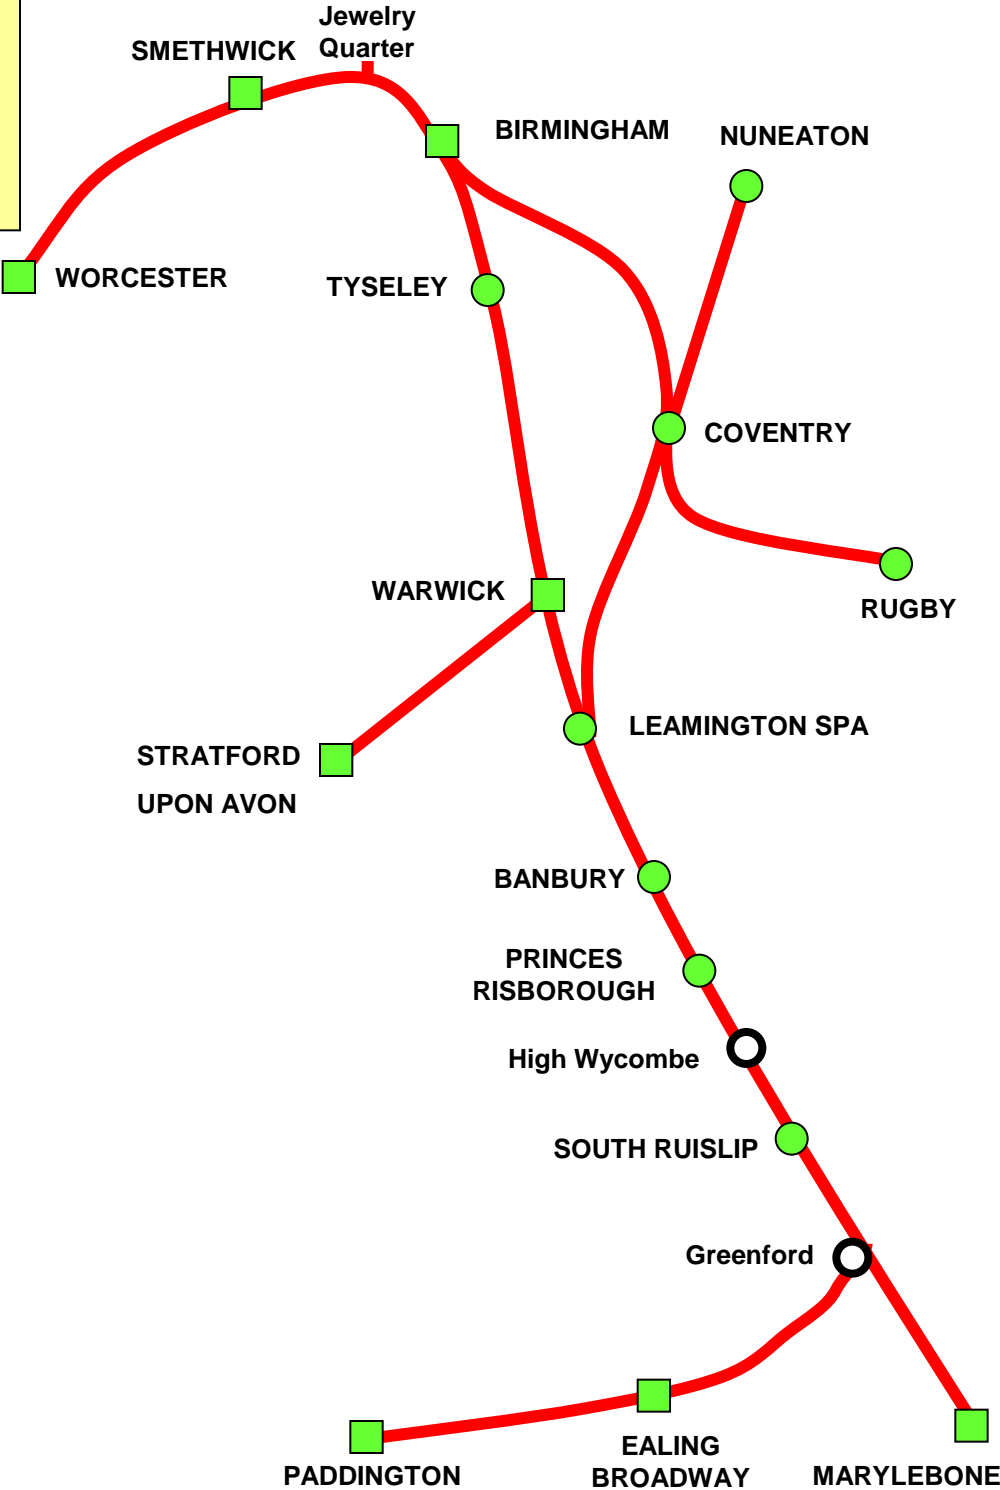 Jewelry
Quarter
SMETHWICK
BIRMINGHAM
NUNEATON
WORCESTER
TYSELEY
COVENTRY
WARWICK
RUGBY
LEAMINGTON SPA
STRATFORD
UPON AVON
BANBURY
PRINCES
RISBOROUGH
High Wycombe
SOUTH RUISLIP
Greenford
EALING
BROADWAY
PADDINGTON
MARYLEBONE